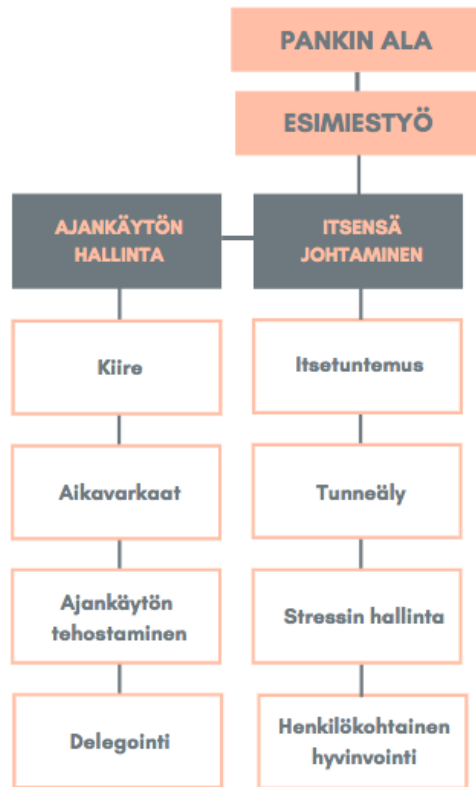 PANKIN ALA
ESIMIESTYÖ
AJANKÄYTÖN
HALLINTA
ITSENSÄ
JOHTAMINEN
Kiire
Itsetuntemus
Aikavarkaat
Tunneäly
Ajankäytön
tehostaminen
Stressin hallinta
Delegointi
Henkilökohtainen
hyvinvointi